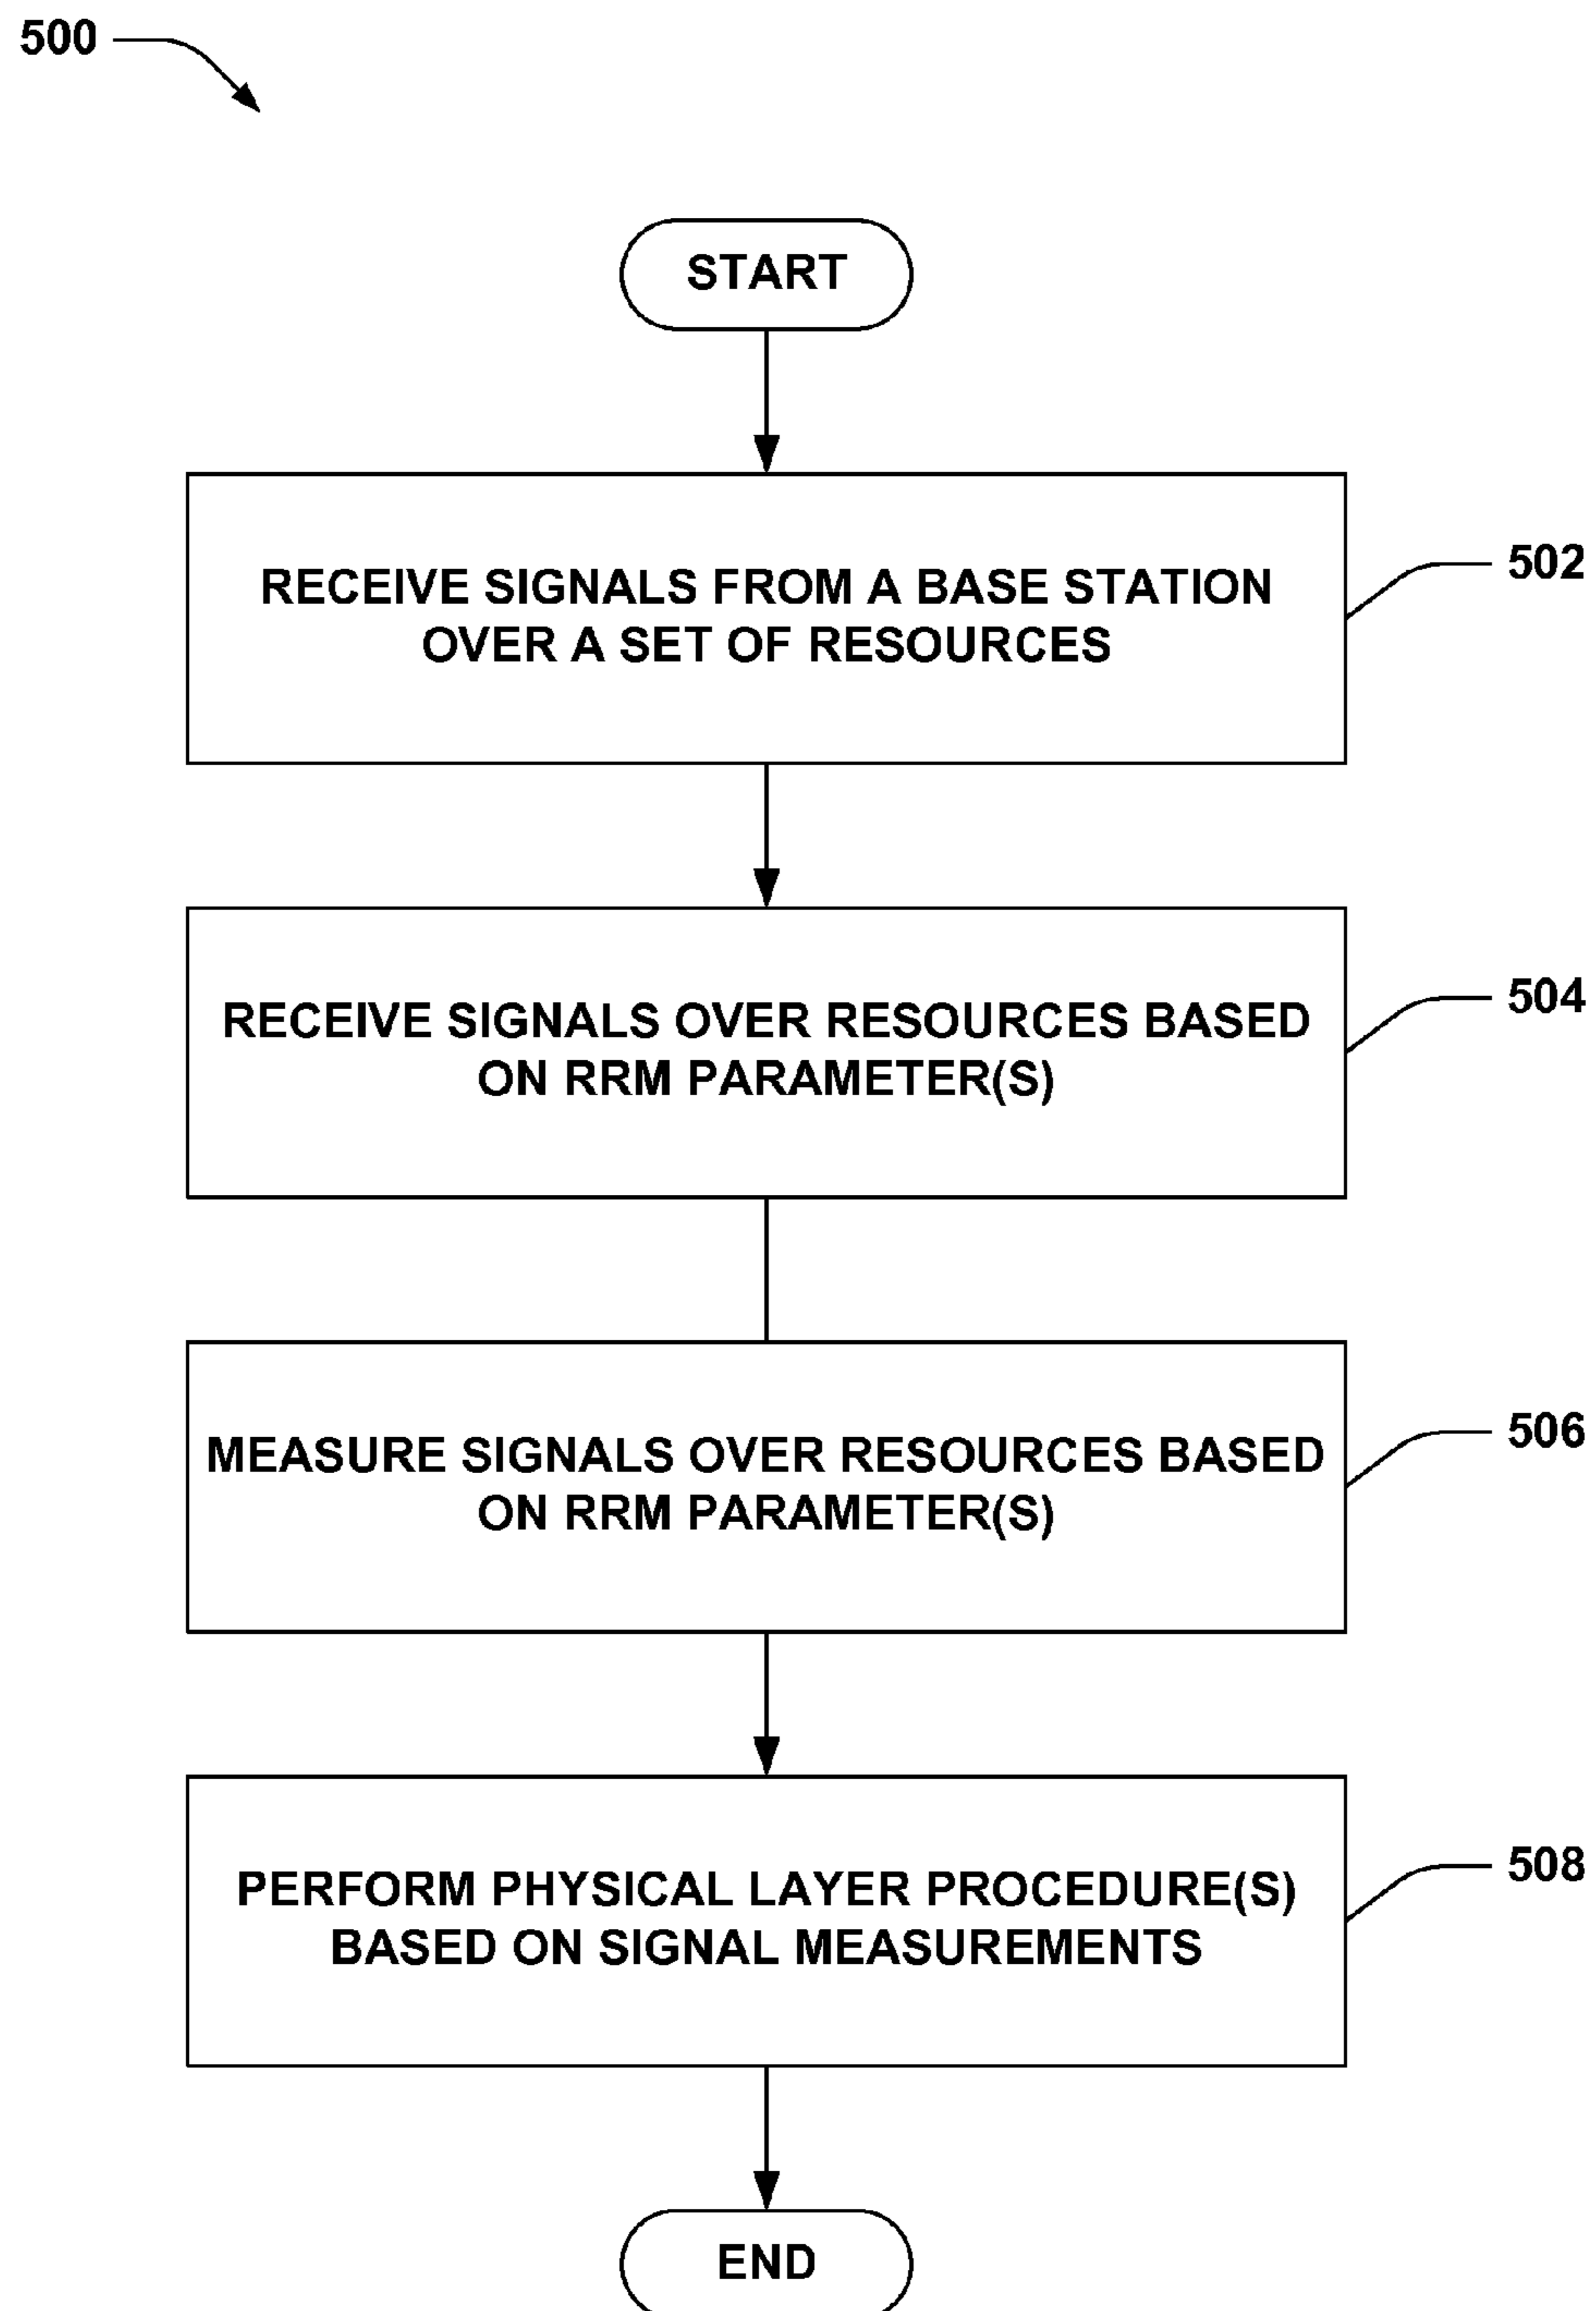 500
START
RECEIVE SIGNALS FROM A BASE STATION
OVER A SET OF RESOURCES
502
RECEIVE SIGNALS OVER RESOURCES BASED
ON RRM PARAMETER(S)
504
MEASURE SIGNALS OVER RESOURCES BASED
ON RRM PARAMETER(S)
506
PERFORM PHYSICAL LAYER PROCEDURE(S)
BASED ON SIGNAL MEASUREMENTS
508
END